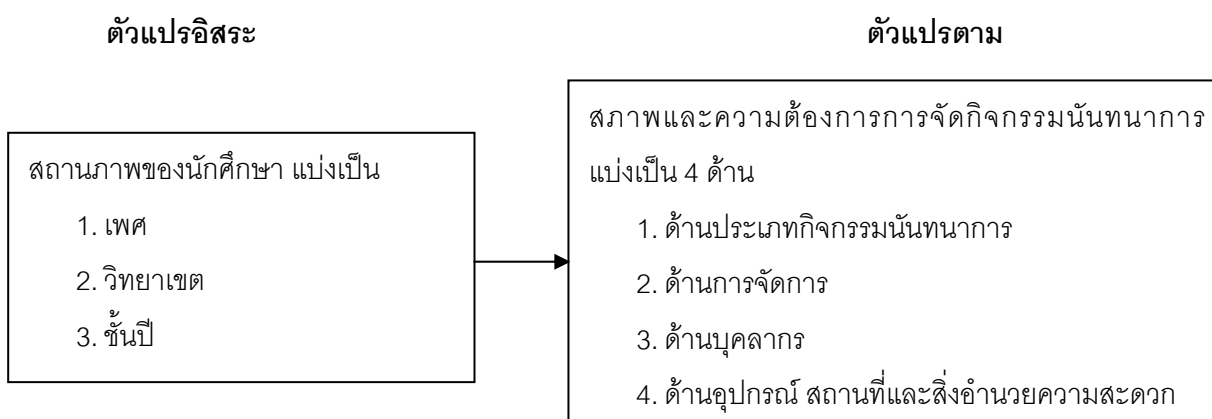 ตัวแปรอิสระ
ตัวแปรตาม
สถานภาพของนักศึกษา แบ่งเป็น
1. เพศ
2. วิทยาเขต
3. ชั้นปี
สภาพและความต้องการการจัดกิจกรรมนันทนาการ
แบ่งเป็น 4 ด้าน
1. ด้านประเภทกิจกรรมนันทนาการ
2. ด้านการจัดการ
3. ด้านบุคลากร
4. ด้านอุปกรณ์ สถานที่และสิ่งอำนวยความสะดวก